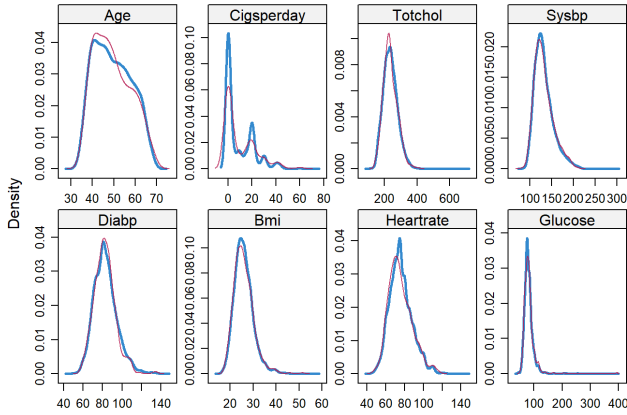 Age Cigsperday Totchol Sysbp
0.00 0.01 0.02 0.03 0.04
0.00 0.02 0.04 0.06 0.08 0.10
0.000 0.004 0.008
0.000 0.005 0.010 0.015 0.020
30 40 50 60 70
0 20 40 60 80
200 400 600
100 150 200 250 300
Density
Diabp Bmi Heartrate Glucose
0.00 0.01 0.02 0.03 0.04
0.00 0.02 0.04 0.06 0.08 0.10
0.00 0.01 0.02 0.03 0.04
0.00 0.01 0.02 0.03 0.04
40 60 80 100 140
20 30 40 50 60
40 60 80 100 140
100 200 300 400